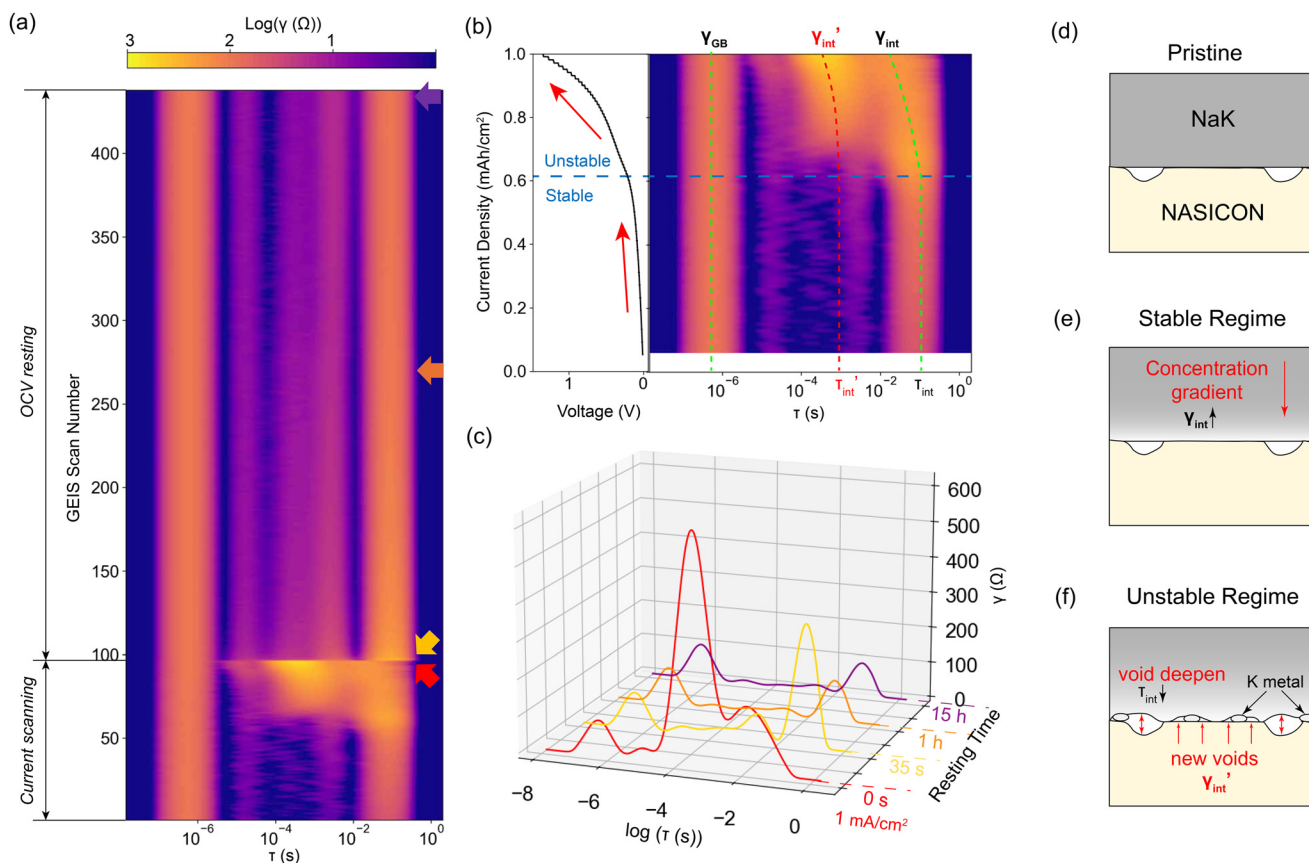 (a)
Log(γ (Ω))
3
2
1
OCV resting
Current scanning
GEIS Scan Number
400
350
300
250
200
150
100
50
10⁻⁶
10⁻⁴
10⁻²
10⁰
τ (s)
(b)
γGB
γint'
γint
Current Density (mAh/cm²)
1.0
0.8
0.6
0.4
0.2
0.0
Unstable
Stable
1
0
Voltage (V)
10⁻⁶
10⁻⁴
τint'
10⁻²
τint
10⁰
τ (s)
(c)
600
500
400
300
200
100
0
γ (Ω)
15 h
1 h
35 s
0 s
1 mA/cm²
Resting Time
−8
−6
−4
−2
0
log (τ (s))
(d)
Pristine
NaK
NASICON
(e)
Stable Regime
Concentration
gradient
γint
(f)
Unstable Regime
void deepen
τint
K metal
new voids
γint'